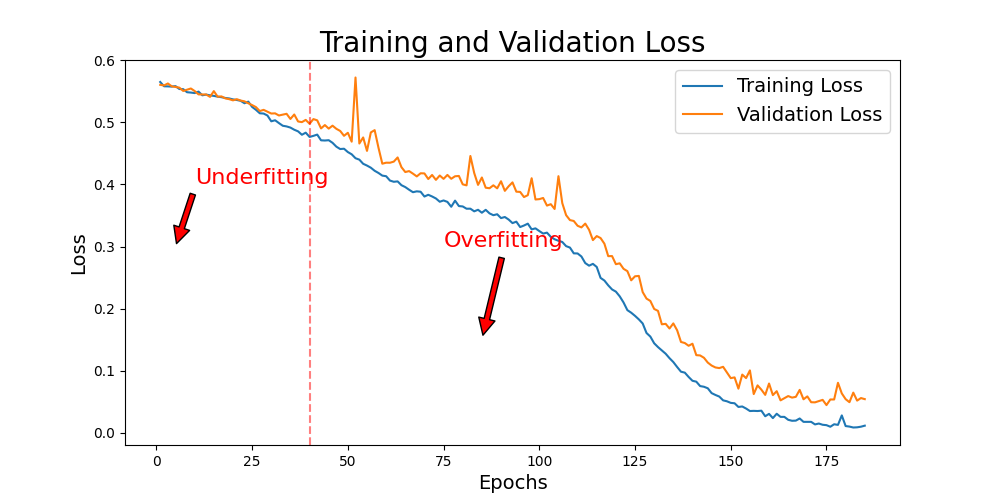 Training and Validation Loss
Training Loss
Validation Loss
Underfitting
Overfitting
Loss
0.6
0.5
0.4
0.3
0.2
0.1
0.0
0 25 50 75 100 125 150 175
Epochs